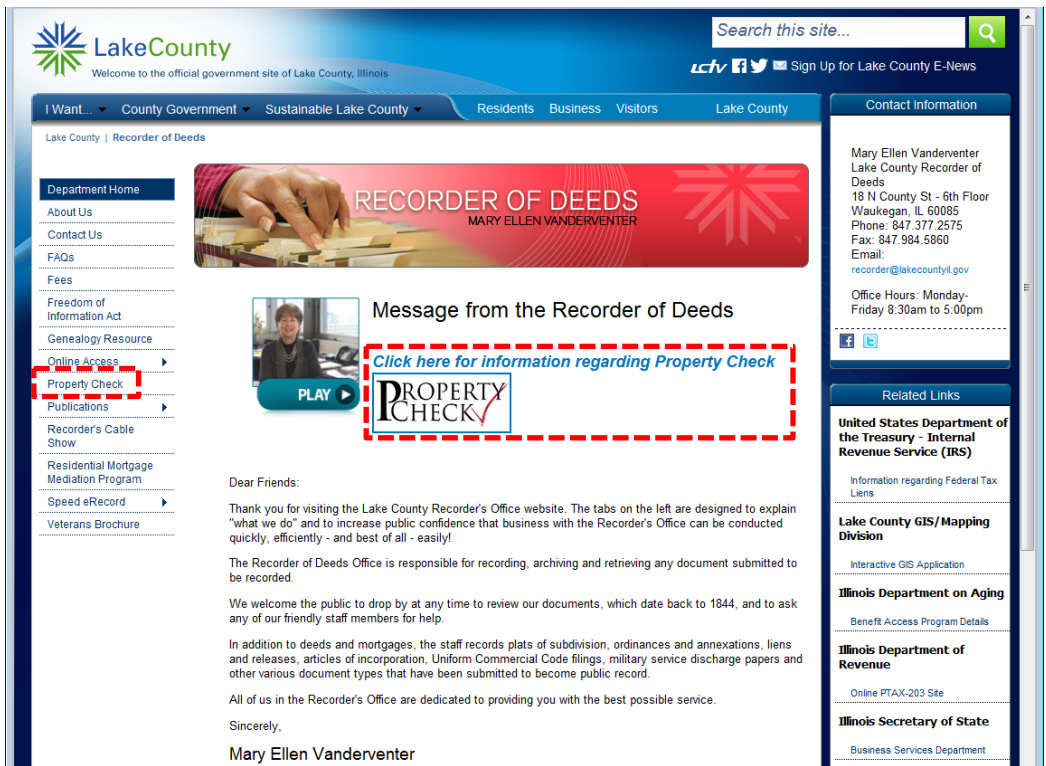 LakeCounty
Welcome to the official government site of Lake County, Illinois
Search this site...
lctv Sign Up for Lake County E-News
I Want... County Government Sustainable Lake County Residents Business Visitors Lake County
Lake County | Recorder of Deeds
Department Home
About Us
Contact Us
FAQs
Fees
Freedom of
Information Act
Genealogy Resource
Online Access
Property Check
Publications
Recorder's Cable
Show
Residential Mortgage
Mediation Program
Speed eRecord
Veterans Brochure
RECORDER OF DEEDS
MARY ELLEN VANDERVENTER
Message from the Recorder of Deeds
PLAY
Click here for information regarding Property Check
PROPERTY
CHECK
Dear Friends:
Thank you for visiting the Lake County Recorder's Office website. The tabs on the left are designed to explain
"what we do" and to increase public confidence that business with the Recorder's Office can be conducted
quickly, efficiently - and best of all - easily!
The Recorder of Deeds Office is responsible for recording, archiving and retrieving any document submitted to
be recorded.
We welcome the public to drop by at any time to review our documents, which date back to 1844, and to ask
any of our friendly staff members for help.
In addition to deeds and mortgages, the staff records plats of subdivision, ordinances and annexations, liens
and releases, articles of incorporation, Uniform Commercial Code filings, military service discharge papers and
other various document types that have been submitted to become public record.
All of us in the Recorder's Office are dedicated to providing you with the best possible service.
Sincerely,
Mary Ellen Vanderventer
Contact Information
Mary Ellen Vanderventer
Lake County Recorder of
Deeds
18 N County St - 6th Floor
Waukegan, IL 60085
Phone: 847.377.2575
Fax: 847.984.5860
Email:
recorder@lakecountyil.gov
Office Hours: Monday-
Friday 8:30am to 5:00pm
Related Links
United States Department of
the Treasury - Internal
Revenue Service (IRS)
Information regarding Federal Tax
Liens
Lake County GIS/Mapping
Division
Interactive GIS Application
Illinois Department on Aging
Benefit Access Program Details
Illinois Department of
Revenue
Online PTAX-203 Site
Illinois Secretary of State
Business Services Department